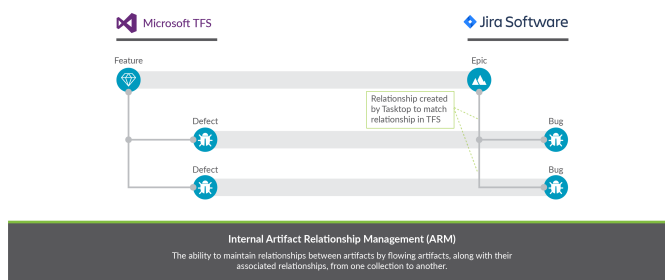 Microsoft TFS
Jira Software
Feature
Epic
Relationship created
by Tasktop to match
relationship in TFS
Defect
Bug
Defect
Bug
Internal Artifact Relationship Management (ARM)
The ability to maintain relationships between artifacts by flowing artifacts, along with their
associated relationships, from one collection to another.